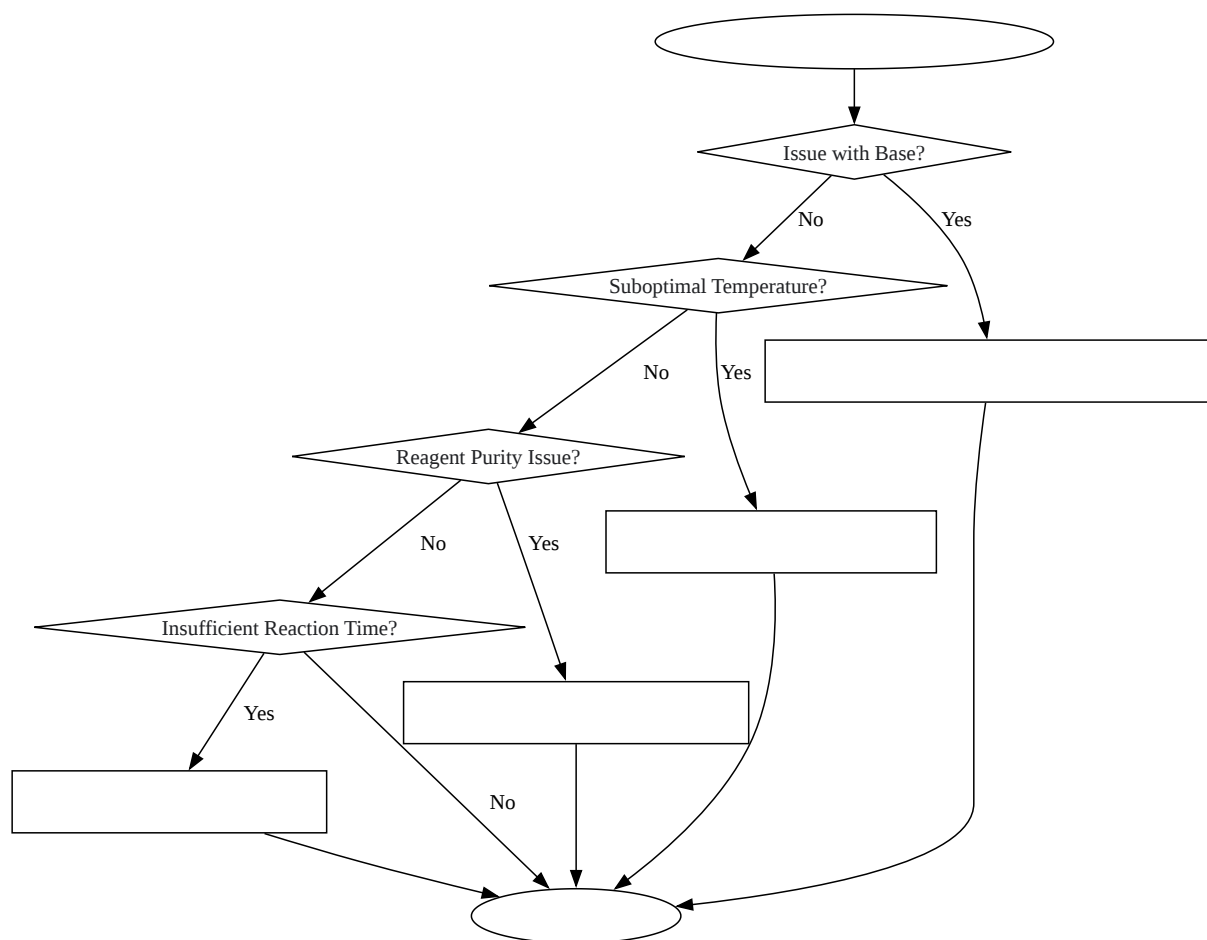 Issue with Base?
No
Yes
Suboptimal Temperature?
No
Yes
Reagent Purity Issue?
No
Yes
Insufficient Reaction Time?
Yes
No